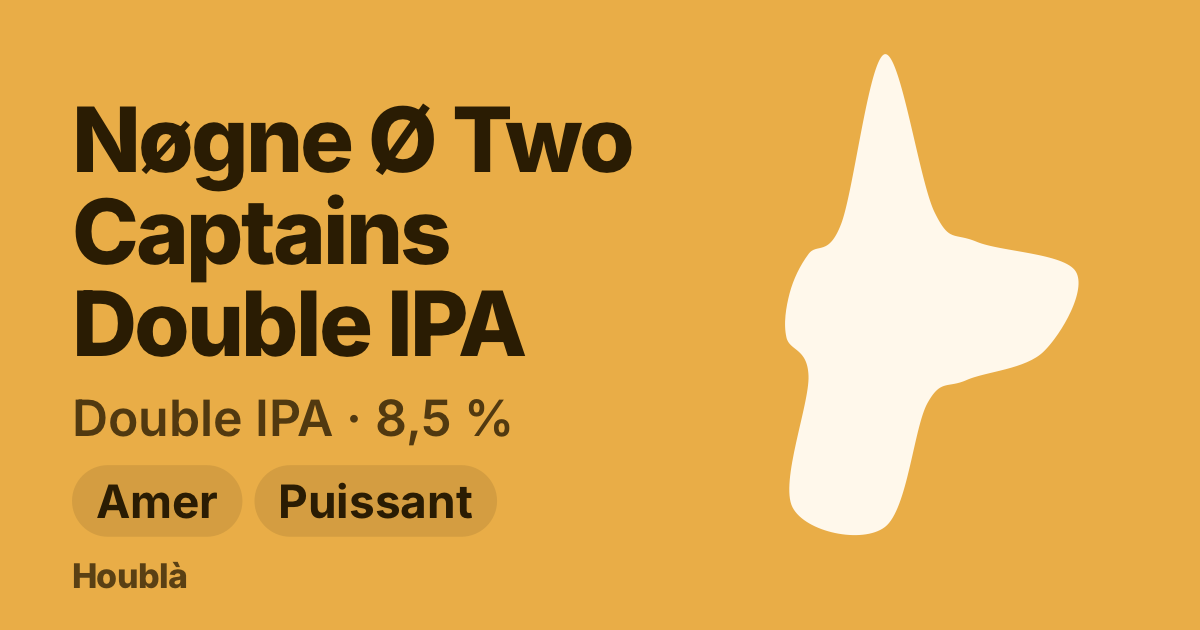 Nøgne Ø Two
Captains
Double IPA
Double IPA · 8,5 %
Amer Puissant
Houblà